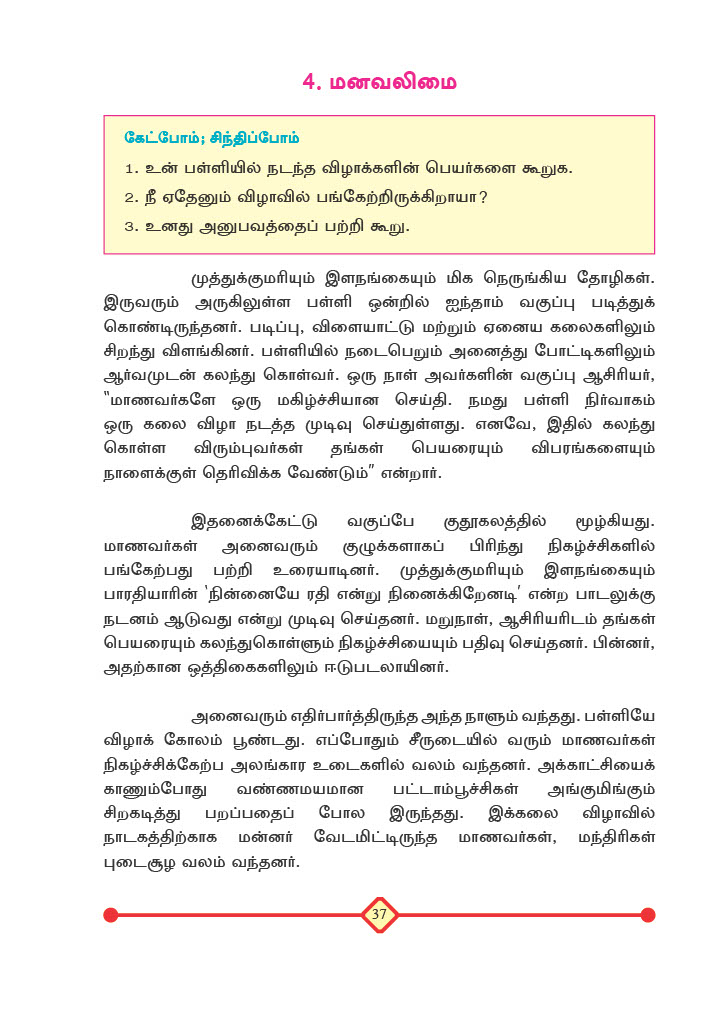 4. மனவலிமை
கேட்போம்; சிந்திப்போம்
1. உன் பள்ளியில் நடந்த விழாக்களின் பெயர்களை கூறுக.
2. நீ ஏதேனும் விழாவில் பங்கேற்றிருக்கிறாயா?
3. உனது அனுபவத்தைப் பற்றி கூறு.
முத்துக்குமரியும் இளநங்கையும் மிக நெருங்கிய தோழிகள்.
இருவரும் அருகிலுள்ள பள்ளி ஒன்றில் ஐந்தாம் வகுப்பு படித்துக்
கொண்டிருந்தனர். படிப்பு, விளையாட்டு மற்றும் ஏனைய கலைகளிலும்
சிறந்து விளங்கினர். பள்ளியில் நடைபெறும் அனைத்து போட்டிகளிலும்
ஆர்வமுடன் கலந்து கொள்வர். ஒரு நாள் அவர்களின் வகுப்பு ஆசிரியர்,
“மாணவர்களே ஒரு மகிழ்ச்சியான செய்தி. நமது பள்ளி நிர்வாகம்
ஒரு கலை விழா நடத்த முடிவு செய்துள்ளது. எனவே, இதில் கலந்து
கொள்ள விரும்புவர்கள் தங்கள் பெயரையும் விபரங்களையும்
நாளைக்குள் தெரிவிக்க வேண்டும்” என்றார்.
இதனைக்கேட்டு வகுப்பே குதூகலத்தில் மூழ்கியது.
மாணவர்கள் அனைவரும் குழுக்களாகப் பிரிந்து நிகழ்ச்சிகளில்
பங்கேற்பது பற்றி உரையாடினர். முத்துக்குமரியும் இளநங்கையும்
பாரதியாரின் ‘நின்னையே ரதி என்று நினைக்கிறேனடி’ என்ற பாடலுக்கு
நடனம் ஆடுவது என்று முடிவு செய்தனர். மறுநாள், ஆசிரியரிடம் தங்கள்
பெயரையும் கலந்துகொள்ளும் நிகழ்ச்சியையும் பதிவு செய்தனர். பின்னர்,
அதற்கான ஒத்திகைகளிலும் ஈடுபடலாயினர்.
அனைவரும் எதிர்பார்த்திருந்த அந்த நாளும் வந்தது. பள்ளியே
விழாக் கோலம் பூண்டது. எப்போதும் சீருடையில் வரும் மாணவர்கள்
நிகழ்ச்சிக்கேற்ப அலங்கார உடைகளில் வலம் வந்தனர். அக்காட்சியைக்
காணும்போது வண்ணமயமான பட்டாம்பூச்சிகள் அங்குமிங்கும்
சிறகடித்து பறப்பதைப் போல இருந்தது. இக்கலை விழாவில்
நாடகத்திற்காக மன்னர் வேடமிட்டிருந்த மாணவர்கள், மந்திரிகள்
புடைசூழ வலம் வந்தனர்.
37